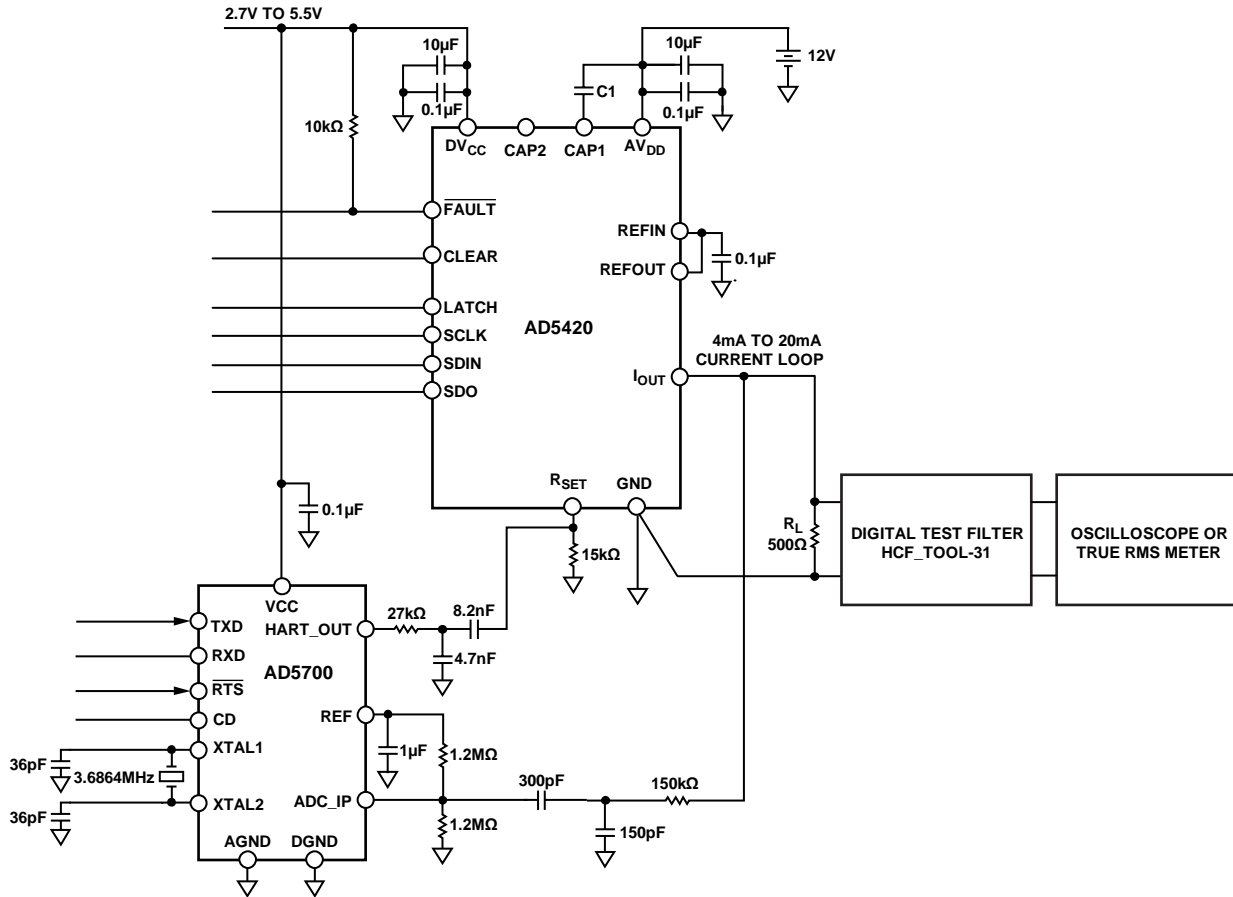 2.7V TO 5.5V
10µF
0.1µF
10kΩ
C1
10µF
0.1µF
12V
DVCC
CAP2
CAP1
AVDD
FAULT
CLEAR
LATCH
SCLK
SDIN
SDO
AD5420
REFIN
REFOUT
0.1µF
4mA TO 20mA
CURRENT LOOP
IOUT
RSET
GND
0.1µF
15kΩ
RL
500Ω
DIGITAL TEST FILTER
HCF_TOOL-31
OSCILLOSCOPE OR
TRUE RMS METER
VCC
TXD
RXD
RTS
CD
XTAL1
XTAL2
AD5700
HART_OUT
27kΩ
8.2nF
4.7nF
REF
1µF
1.2MΩ
ADC_IP
1.2MΩ
300pF
150kΩ
150pF
36pF
3.6864MHz
36pF
AGND
DGND